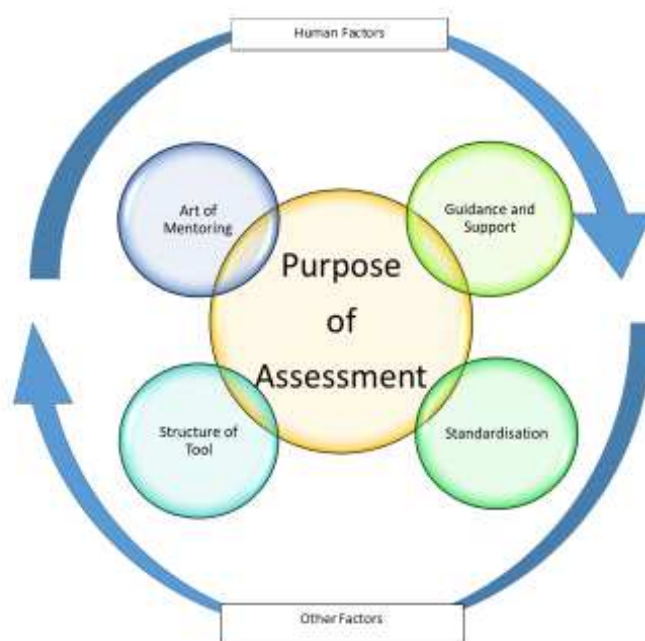 Human Factors
Art of
Mentoring
Guidance and
Support
Purpose
of
Assessment
Structure of
Tool
Standardisation
Other Factors